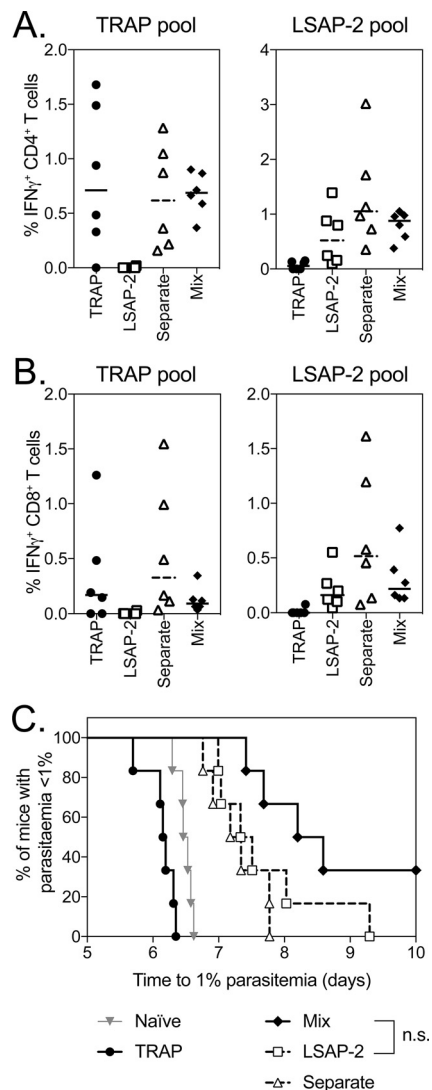 A.
TRAP pool
LSAP-2 pool
% IFNγ+ CD4+ T cells
2.0
1.5
1.0
0.5
0.0
4
3
2
1
0
TRAP
LSAP-2
Separate
Mix
TRAP
LSAP-2
Separate
Mix
B.
TRAP pool
LSAP-2 pool
% IFNγ+ CD8+ T cells
2.0
1.5
1.0
0.5
0.0
2.0
1.5
1.0
0.5
0.0
TRAP
LSAP-2
Separate
Mix
TRAP
LSAP-2
Separate
Mix
C.
% of mice with
parasitaemia <1%
100
80
60
40
20
0
5 6 7 8 9 10
Time to 1% parasitemia (days)
Naïve
TRAP
Mix
LSAP-2
Separate
n.s.